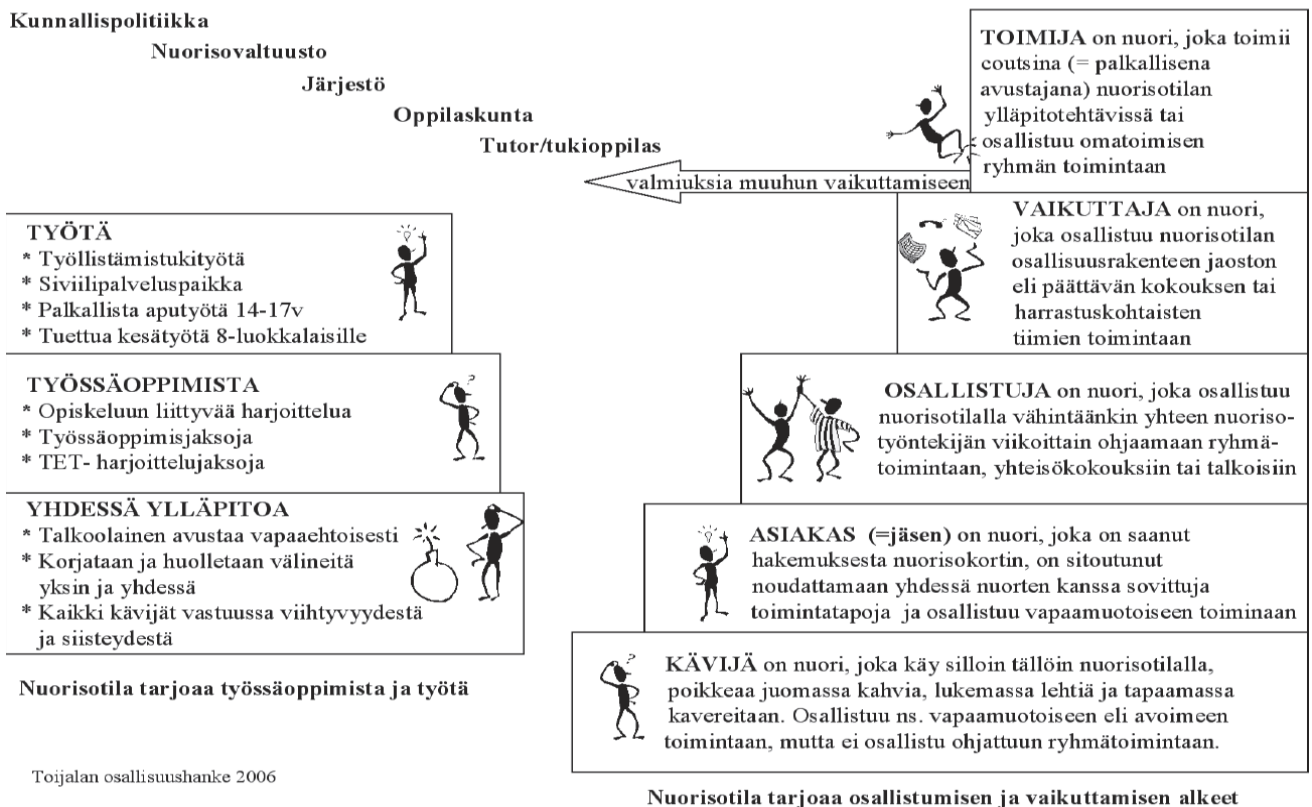 Kunnallispolitiikka
Nuorisovaltuusto
Järjestö
Oppilaskunta
Tutor/tukioppilas
valmiuksia muuhun vaikuttamiseen
TYÖTÄ
* Työllistämistukityötä
* Siviilipalveluspaikka
* Palkallista aputyötä 14-17v
* Tuettua kesätyötä 8-luokkalaisille
TYÖSSÄOPPIMISTA
* Opiskeluun liittyvää harjoittelua
* Työssäoppimisjaksoja
* TET- harjoittelujaksoja
YHDESSÄ YLLÄPITOA
* Talkoolainen avustaa vapaaehtoisesti
* Korjataan ja huolletaan välineitä
yksin ja yhdessä
* Kaikki kävijät vastuussa viihtyvyydestä
ja siisteydestä
Nuorisotila tarjoaa työssäoppimista ja työtä
Toijalan osallisuushanke 2006
TOIMIJA on nuori, joka toimii
coutsina (= palkallisena
avustajana) nuorisotilan
ylläpitotehtävissä tai
osallistuu omatoimisen
ryhmän toimintaan
VAIKUTTAJA on nuori,
joka osallistuu nuorisotilan
osallisuusrakenteen jaoston
eli päättävän kokouksen tai
harrastuskohtaisten
tiimien toimintaan
OSALLISTUJA on nuori, joka osallistuu
nuorisotilalla vähintäänkin yhteen nuoriso-
työntekijän viikoittain ohjaamaan ryhmä-
toimintaan, yhteisökokouksiin tai talkoisiin
ASIAKAS (=jäsen) on nuori, joka on saanut
hakemuksesta nuorisokortin, on sitoutunut
noudattamaan yhdessä nuorten kanssa sovittuja
toimintatapoja ja osallistuu vapaamuotoiseen toiminaan
KÄVIJÄ on nuori, joka käy silloin tällöin nuorisotilalla,
poikkeaa juomassa kahvia, lukemassa lehtiä ja tapaamassa
kavereitaan. Osallistuu ns. vapaamuotoiseen eli avoimeen
toimintaan, mutta ei osallistu ohjattuun ryhmätoimintaan.
Nuorisotila tarjoaa osallistumisen ja vaikuttamisen alkeet